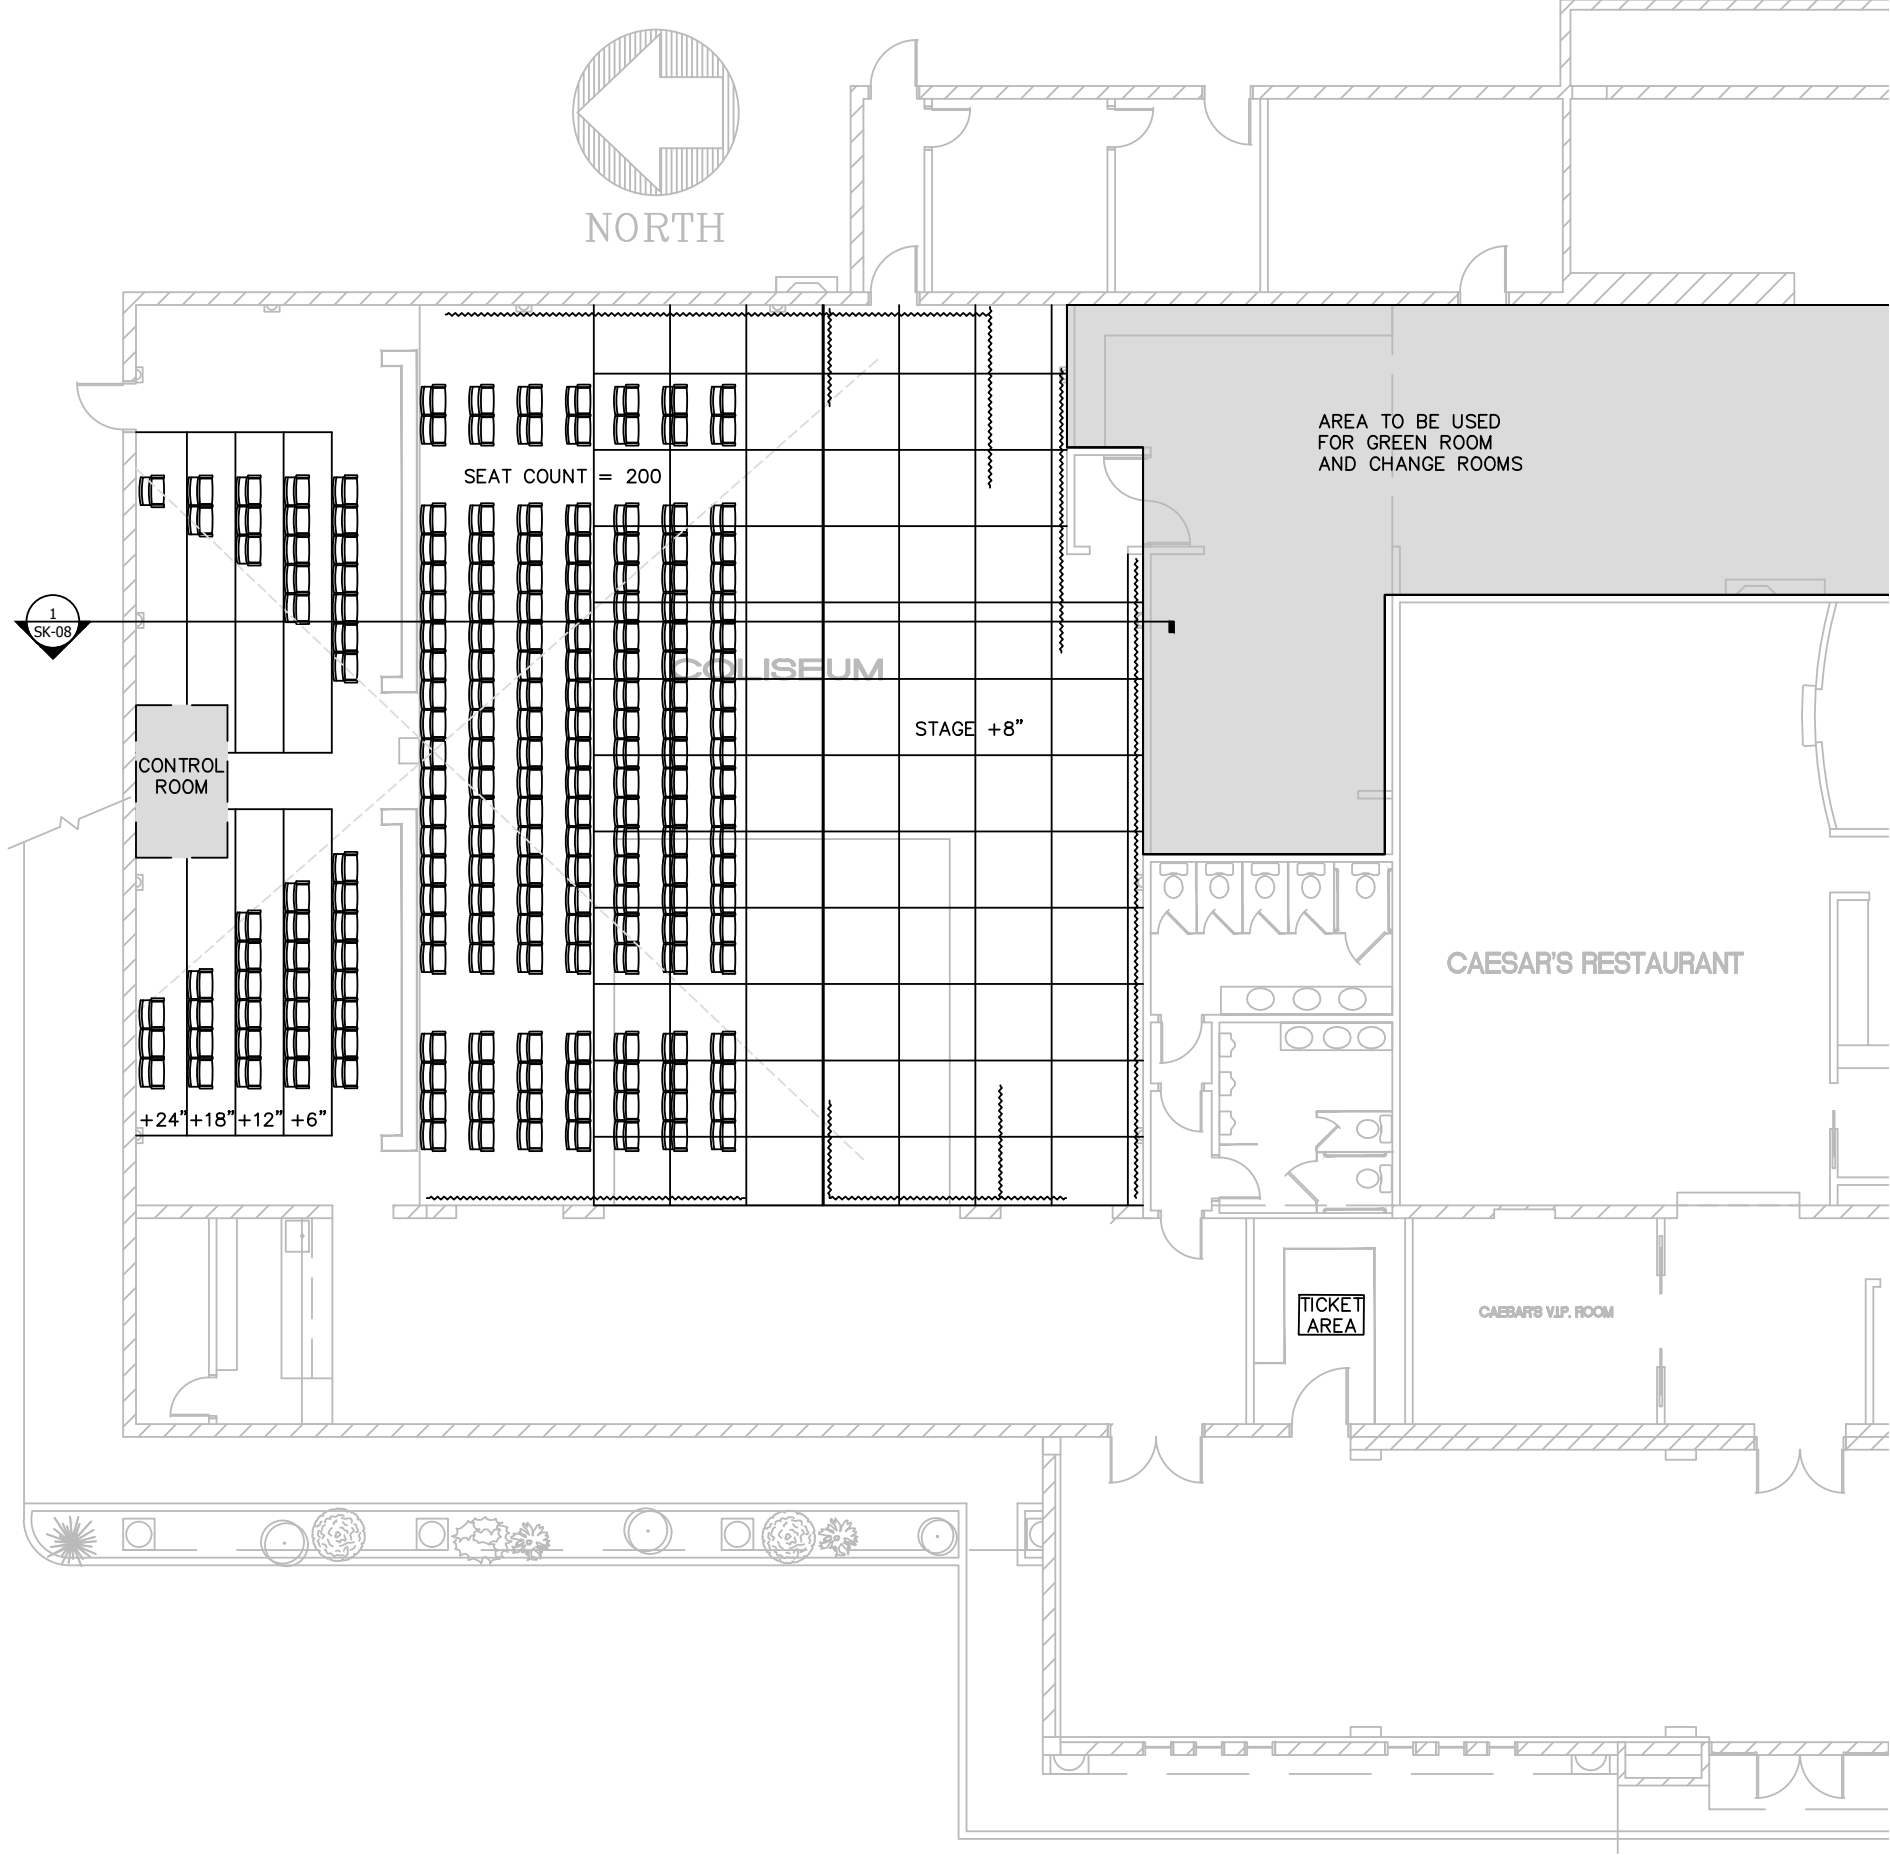 NORTH
AREA TO BE USED
FOR GREEN ROOM
AND CHANGE ROOMS
SEAT COUNT = 200
1
SK-08
COLISEUM
STAGE +8”
CONTROL
ROOM
CAESAR'S RESTAURANT
+24” +18” +12” +6”
TICKET
AREA
CAESAR'S V.I.P. ROOM